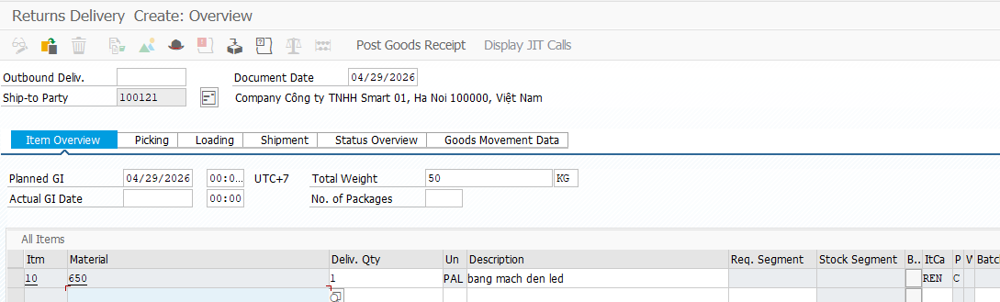 Returns Delivery Create: Overview
Post Goods Receipt Display JIT Calls
Outbound Deliv. Document Date 04/29/2026
Ship-to Party 100121 Company Công ty TNHH Smart 01, Ha Noi 100000, Việt Nam
Item Overview Picking Loading Shipment Status Overview Goods Movement Data
Planned GI 04/29/2026 00:0... UTC+7 Total Weight 50 KG
Actual GI Date 00:00 No. of Packages
All Items
Itm Material Deliv. Qty Un Description Req. Segment Stock Segment B.. ItCa P W Batch
10 650 1 PAL bang mach den led REN C